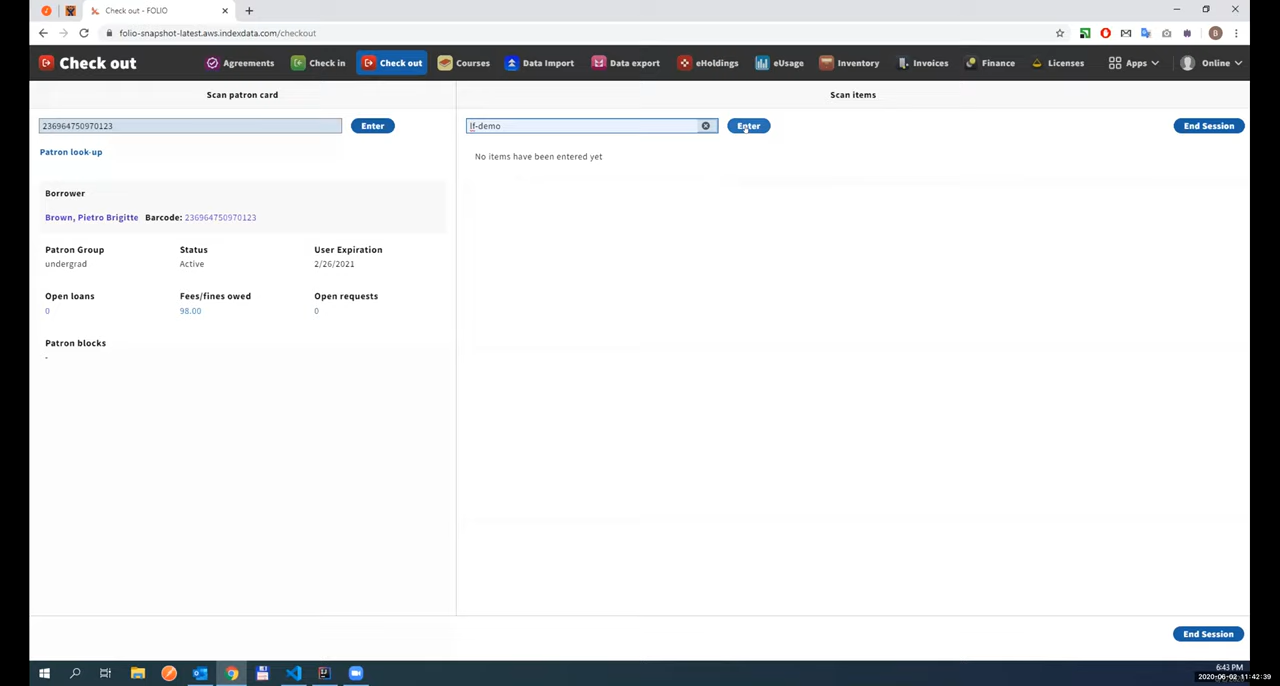 Check out - FOLIO
folio-snapshot-latest.aws.indexdata.com/checkout
B
Check out
Agreements
Check in
Check out
Courses
Data Import
Data export
eHoldings
eUsage
Inventory
Invoices
Finance
Licenses
Apps
Online
Scan patron card
Scan items
236964750970123
Enter
lf-demo
Enter
End Session
Patron look-up
No items have been entered yet
Borrower
Brown, Pietro Brigitte Barcode: 236964750970123
Patron Group
Status
User Expiration
undergrad
Active
2/26/2021
Open loans
Fees/fines owed
Open requests
0
98.00
0
Patron blocks
-
End Session
6:43 PM
2020-06-02 11:42:39